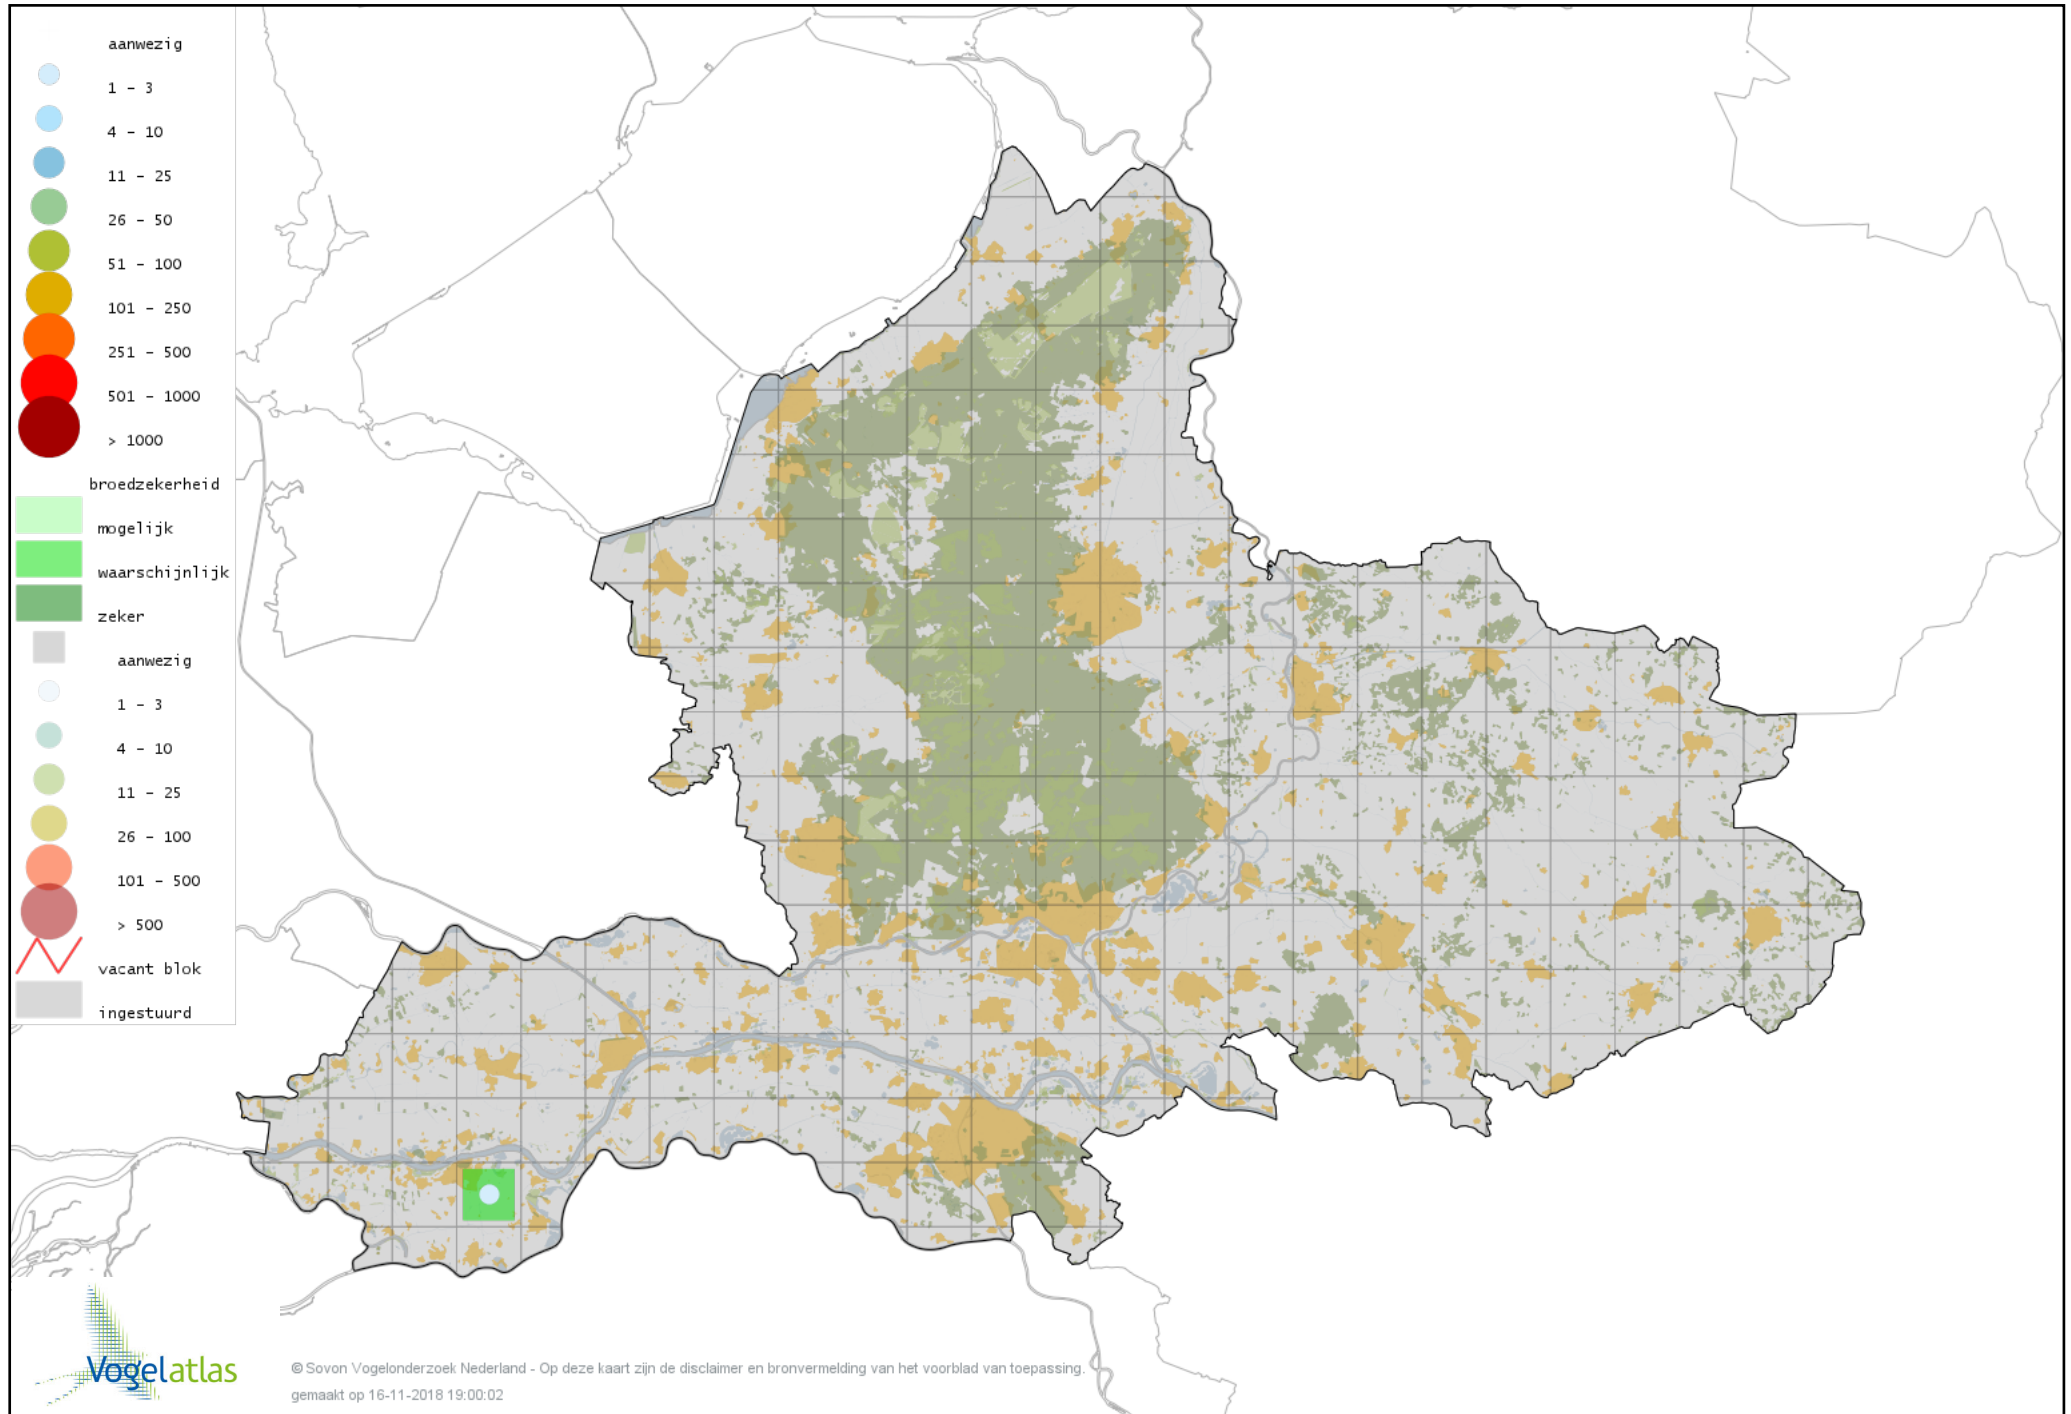 aanwezig
1 - 3
4 - 10
11 - 25
26 - 50
51 - 100
101 - 250
251 - 500
501 - 1000
> 1000
broedzekerheid
mogelijk
waarschijnlijk
zeker
aanwezig
1 - 3
4 - 10
11 - 25
26 - 100
101 - 500
> 500
vacant blok
ingestuurd
Vogelatlas
© Sovon Vogelonderzoek Nederland - Op deze kaart zijn de disclaimer en bronvermelding van het voorblad van toepassing.
gemaakt op 16-11-2018 19:00:02